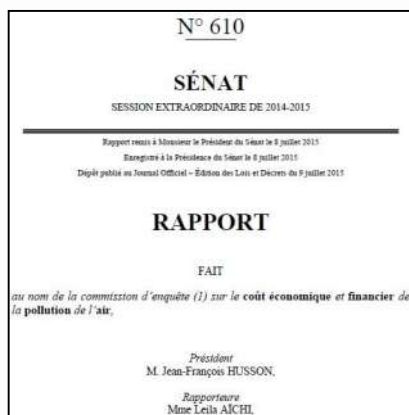 N° 610
SÉNAT
SESSION EXTRAORDINAIRE DE 2014-2015
Rapport remis à Monsieur le Président du Sénat le 8 juillet 2015
Enregistré à la Présidence du Sénat le 8 juillet 2015
Dépôt publié au Journal Officiel – Édition des Lois et Décrets du 9 juillet 2015
RAPPORT
FAIT
au nom de la commission d'enquête (1) sur le coût économique et financier de
la pollution de l'air,
Président
M. Jean-François HUSSON,
Rapporteure
Mme Leila AÏCHI,